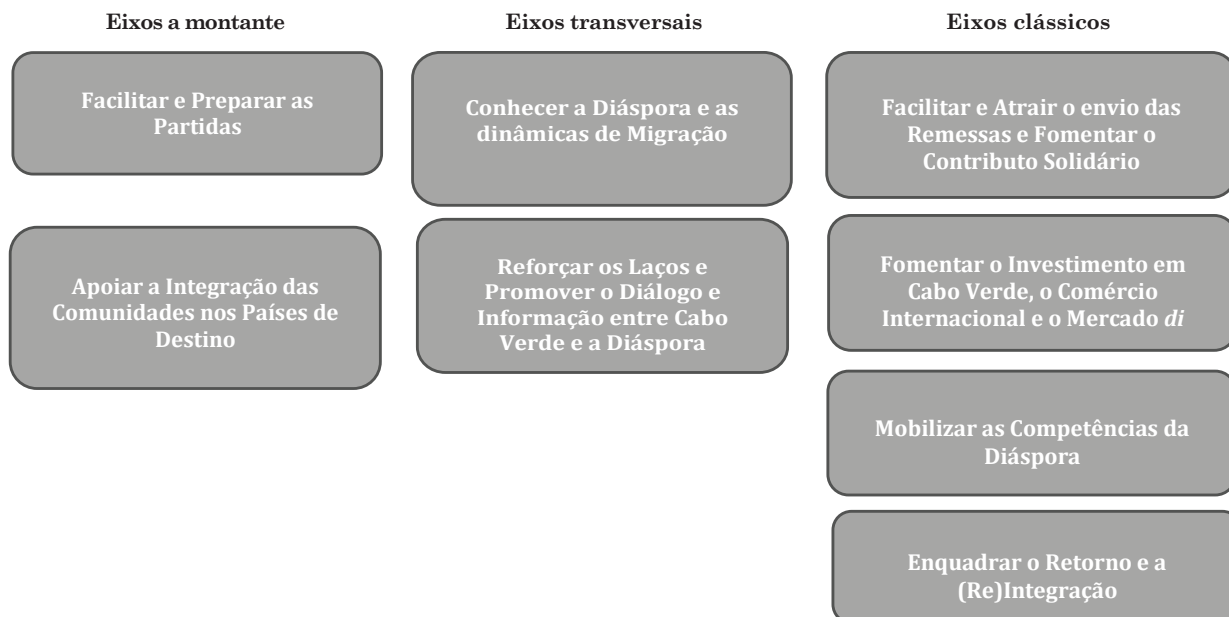 Eixos a montante
Facilitar e Preparar as
Partidas
Apoiar a Integração das
Comunidades nos Países de
Destino
Eixos transversais
Conhecer a Diáspora e as
dinâmicas de Migração
Reforçar os Laços e
Promover o Diálogo e
Informação entre Cabo
Verde e a Diáspora
Eixos clássicos
Facilitar e Atrair o envio das
Remessas e Fomentar o
Contributo Solidário
Fomentar o Investimento em
Cabo Verde, o Comércio
Internacional e o Mercado di
Mobilizar as Competências da
Diáspora
Enquadrar o Retorno e a
(Re)Integração